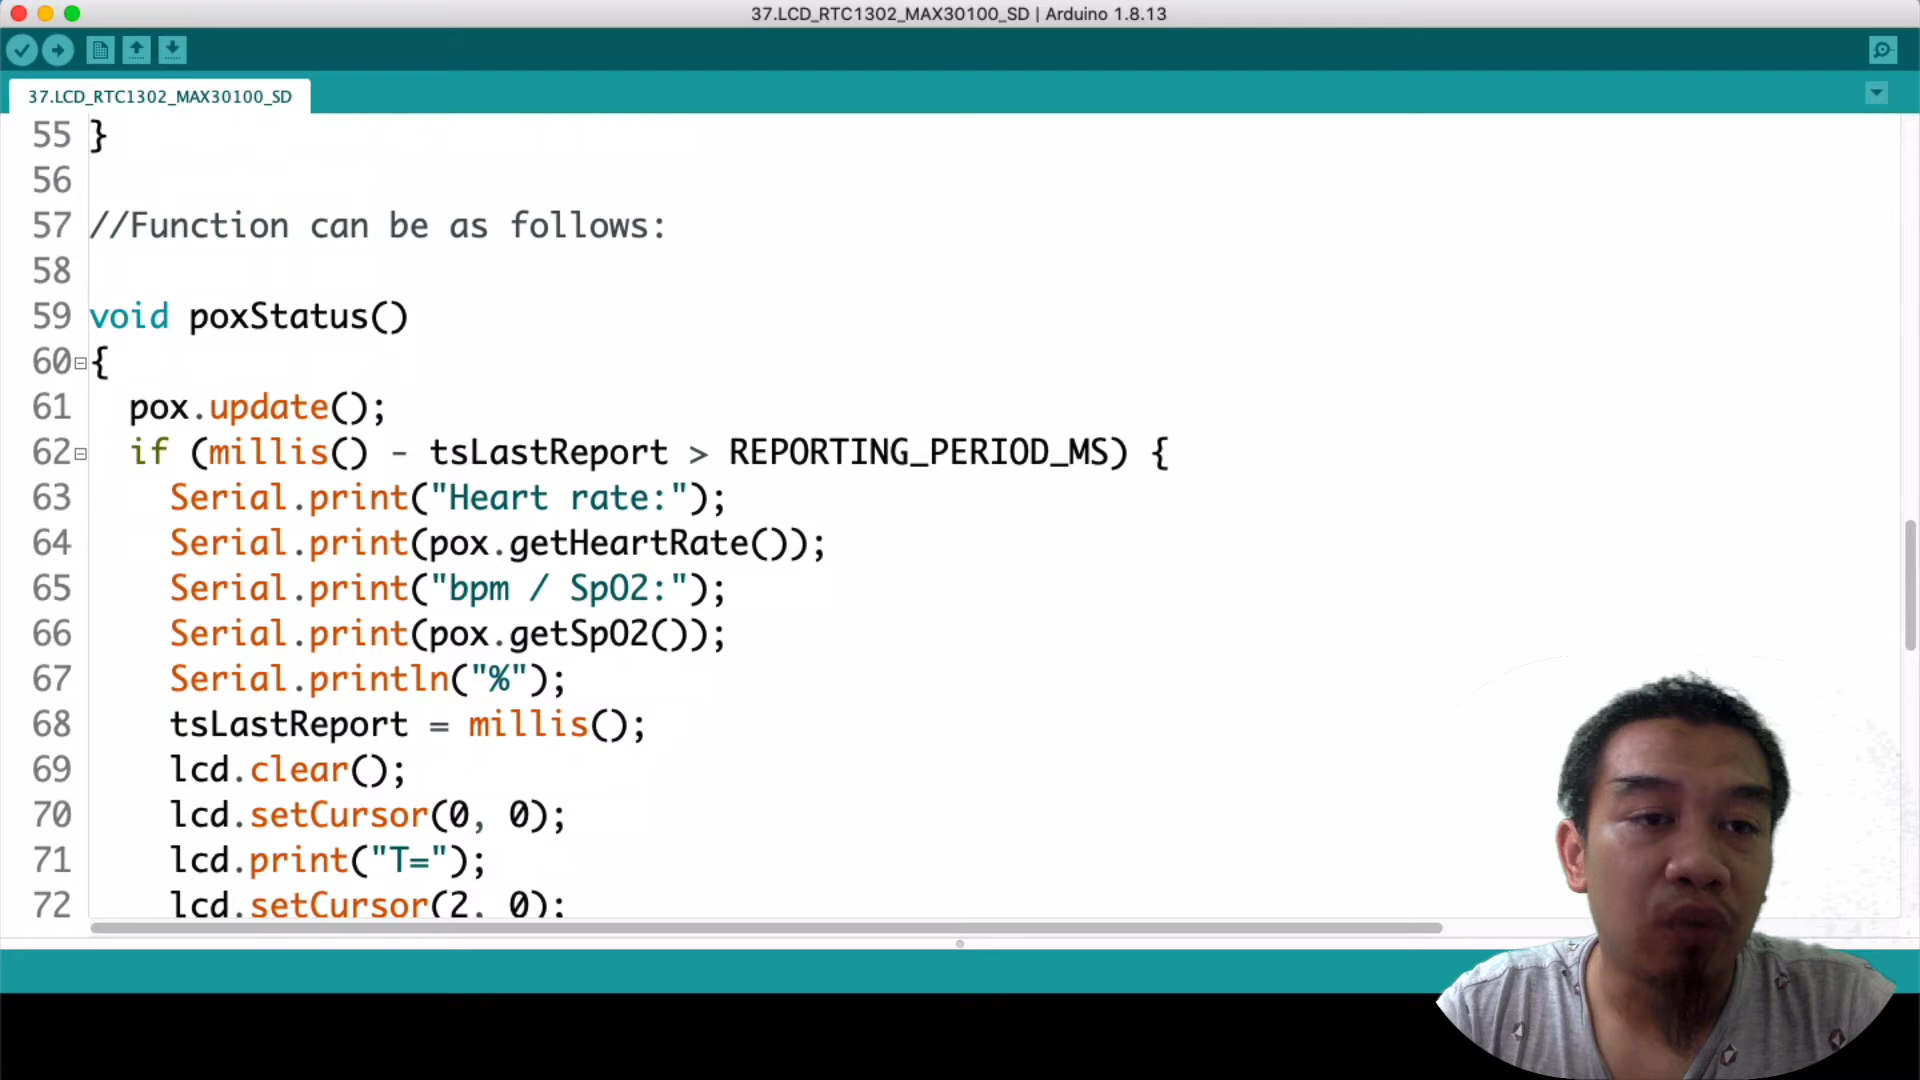 37.LCD_RTC1302_MAX30100_SD | Arduino 1.8.13
37.LCD_RTC1302_MAX30100_SD
55 }
56
57 //Function can be as follows:
58
59 void poxStatus()
60 {
61 pox.update();
62 if (millis() - tsLastReport > REPORTING_PERIOD_MS) {
63 Serial.print("Heart rate:");
64 Serial.print(pox.getHeartRate());
65 Serial.print("bpm / SpO2:");
66 Serial.print(pox.getSpO2());
67 Serial.println("%");
68 tsLastReport = millis();
69 lcd.clear();
70 lcd.setCursor(0, 0);
71 lcd.print("T=");
72 lcd.setCursor(2, 0);